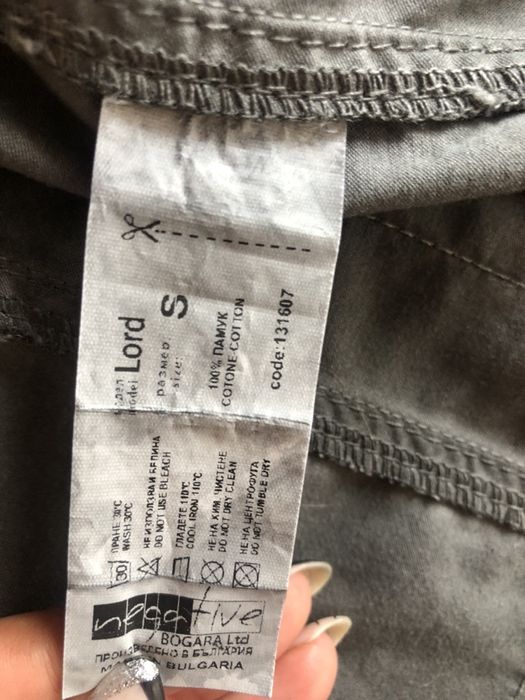 модел
model Lord
размер
size: S
100% ПАМУК
COTONE-COTTON
code:131607
ПРАНЕ 30°C
WASH 30°C
30
НЕ ИЗПОЛЗВАЙ БЕЛИНА
DO NOT USE BLEACH
ГЛАДЕТЕ 110°C
COOL IRON 110°C
НЕ НА ХИМ. ЧИСТЕНЕ
DO NOT DRY CLEAN
НЕ НА ЦЕНТРОФУГА
DO NOT TUMBLE DRY
negative
BOGARA Ltd
ПРОИЗВЕДЕНО В БЪЛГАРИЯ
BULGARIA